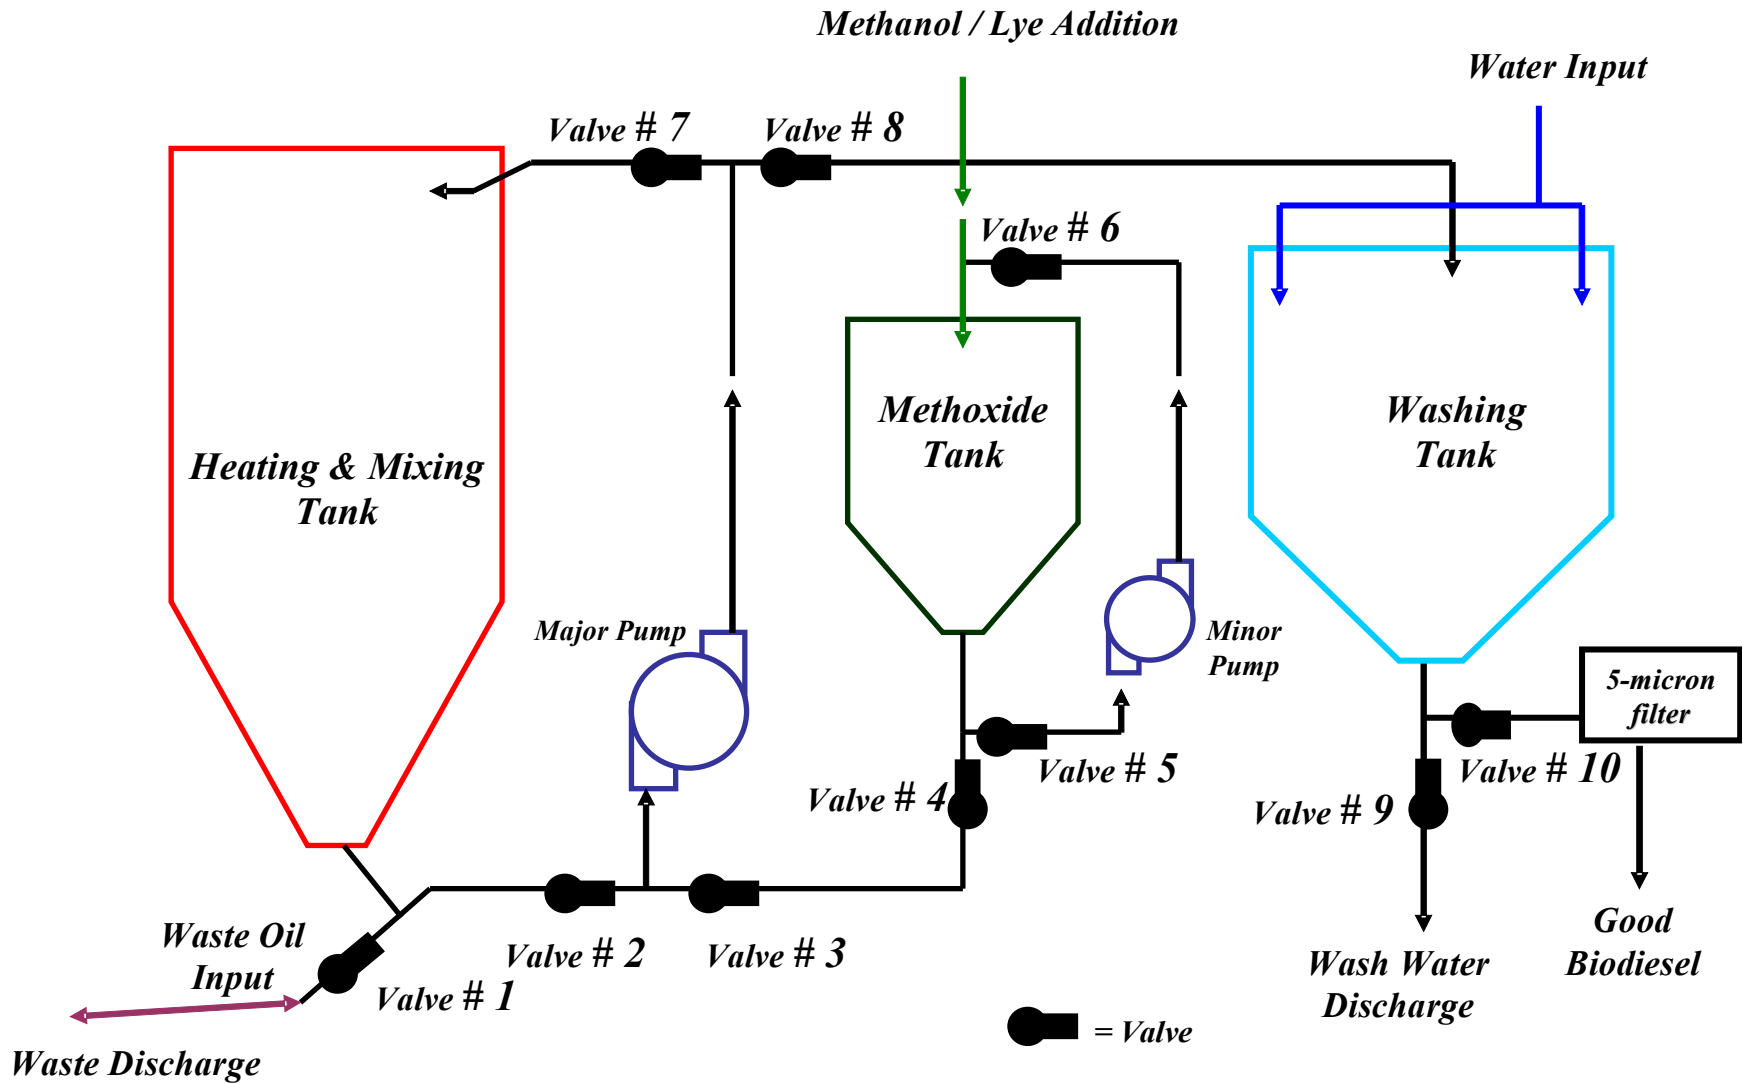 Methanol / Lye Addition
Water Input
Valve # 7
Valve # 8
Valve # 6
Heating & Mixing
Tank
Methoxide
Tank
Washing
Tank
Major Pump
Minor
Pump
5-micron
filter
Valve # 5
Valve # 10
Valve # 4
Valve # 9
Waste Oil
Input
Valve # 2
Valve # 3
Valve # 1
Good
Biodiesel
Wash Water
Discharge
= Valve
Waste Discharge